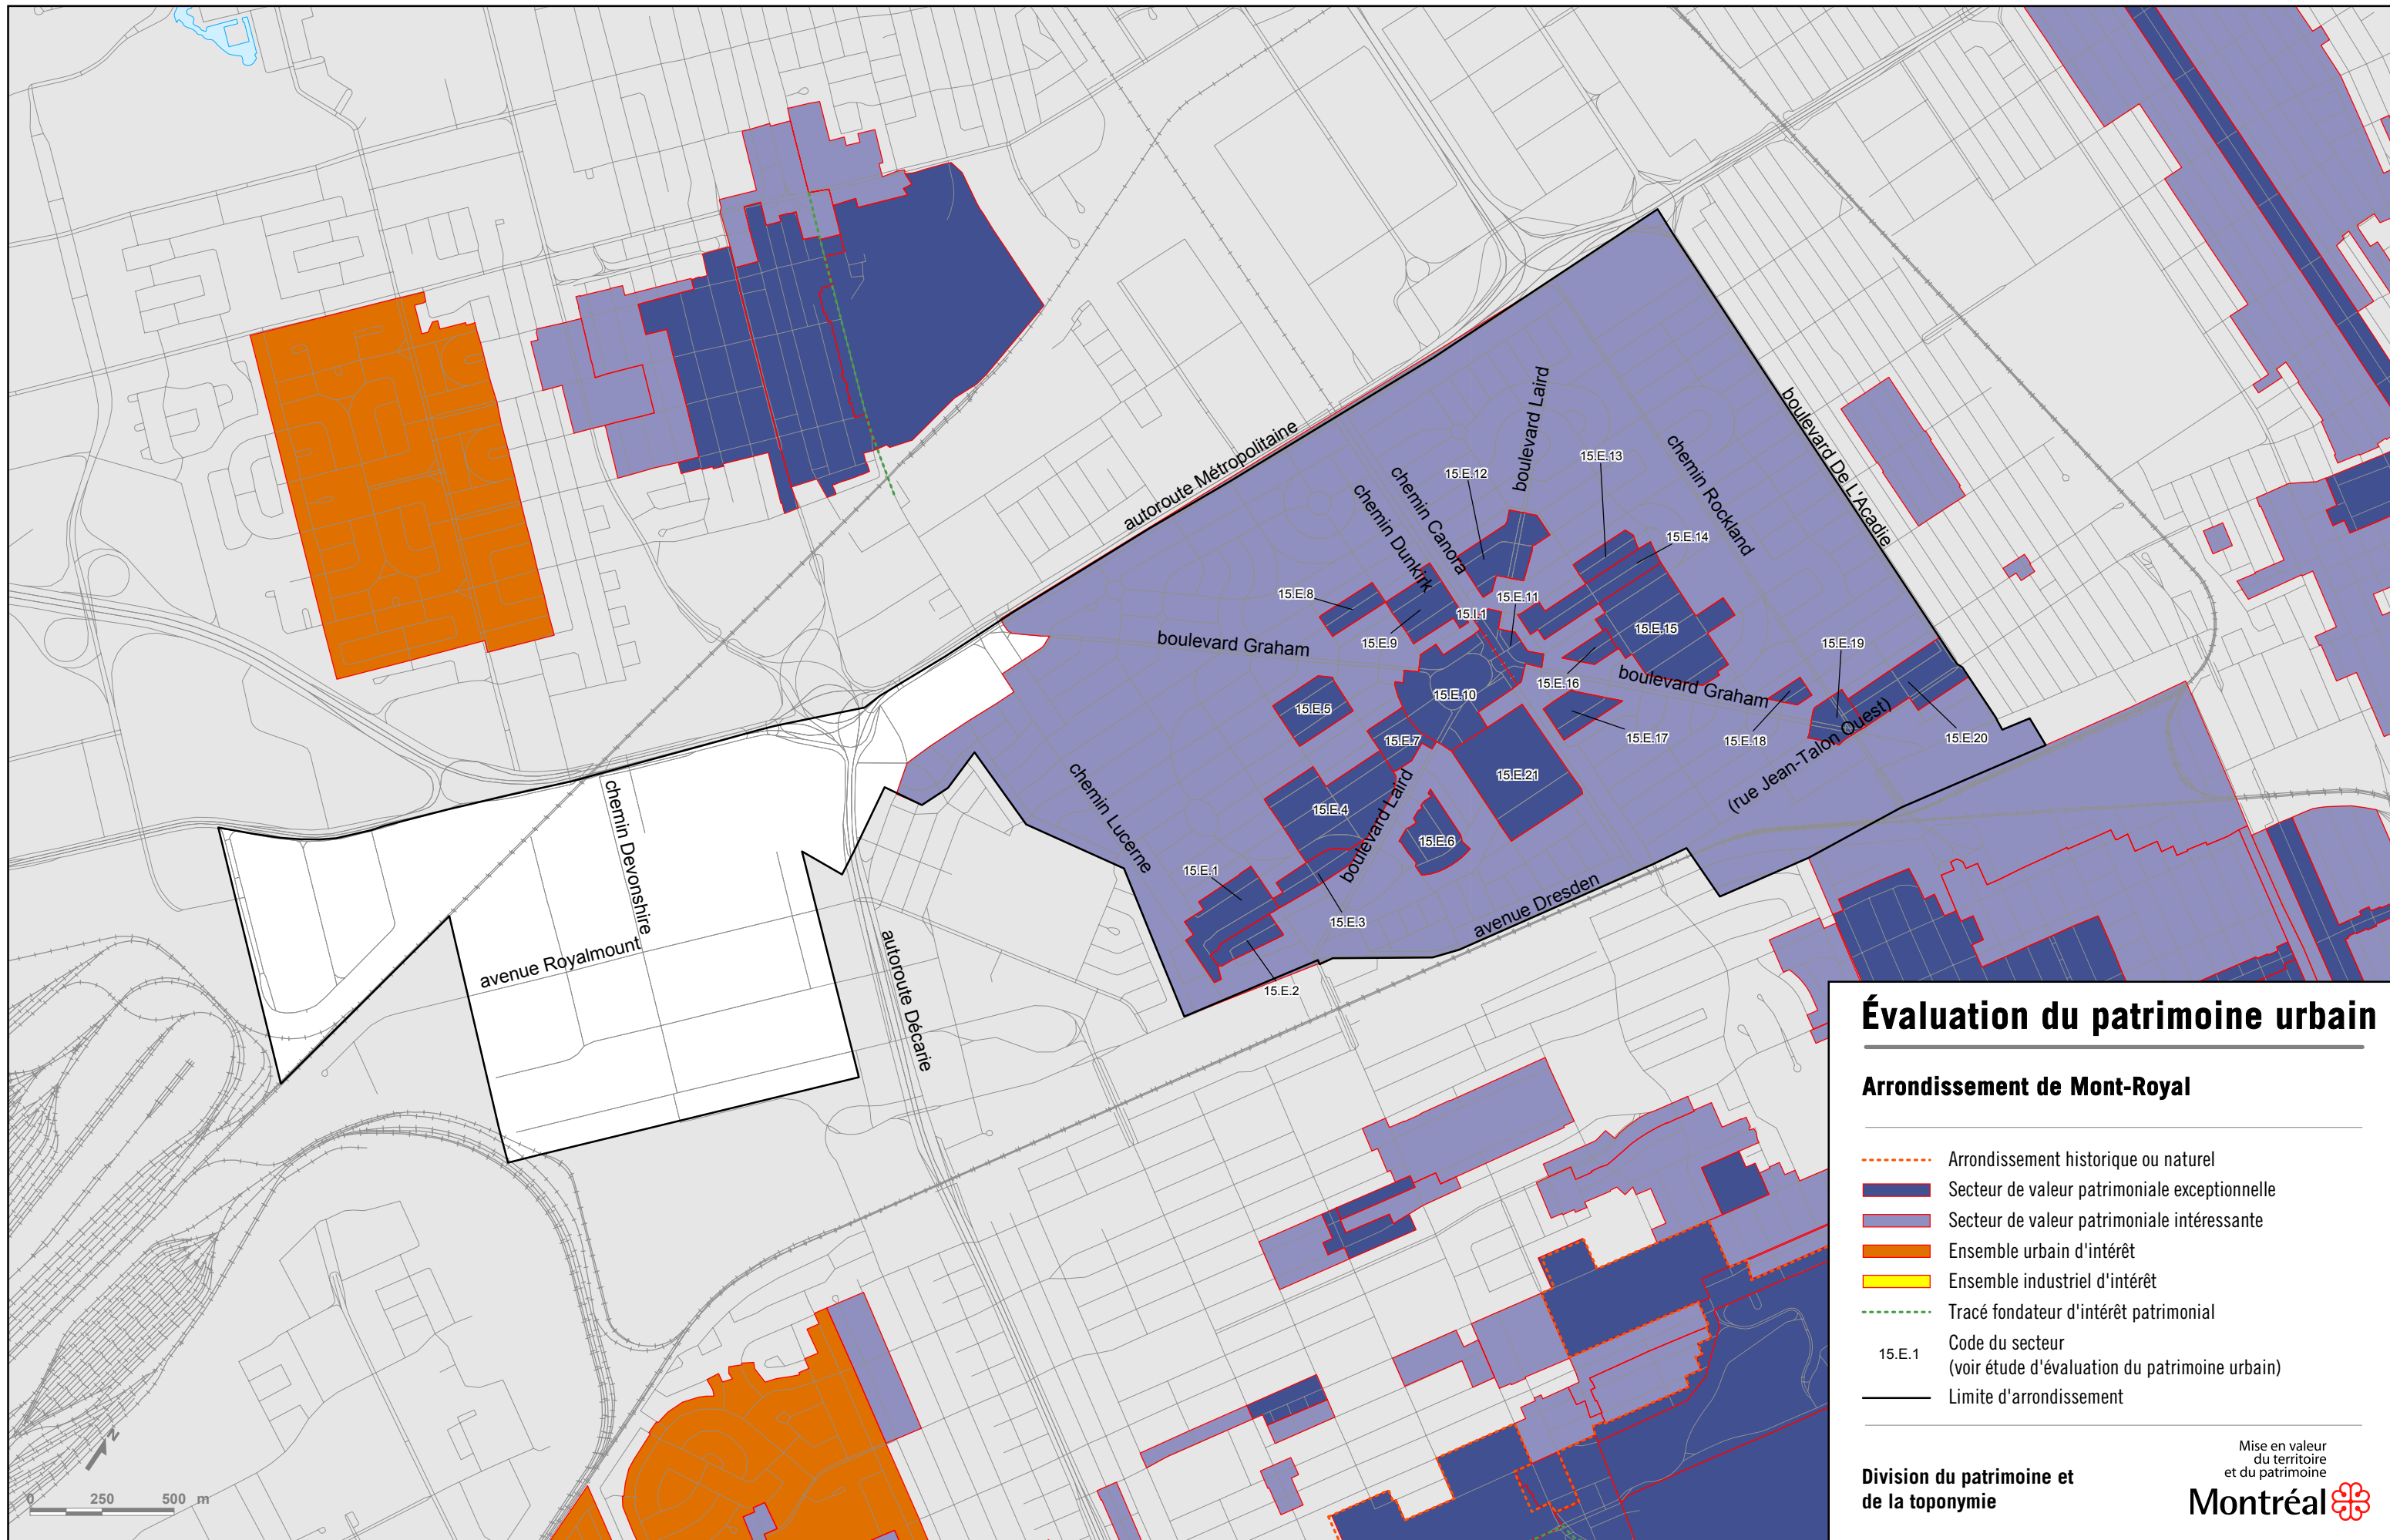 autoroute Métropolitaine
boulevard Laird
chemin Canora
chemin Dunkirk
chemin Rockland
boulevard De L'Acadie
15.E.12
15.E.13
15.E.14
15.E.8
15.E.11
15.I.1
15.E.9
15.E.15
15.E.19
boulevard Graham
15.E.16
boulevard Graham
15.E.10
15.E.5
15.E.7
15.E.17
15.E.18
15.E.20
(rue Jean-Talon Ouest)
15.E.21
chemin Lucerne
15.E.4
boulevard Laird
15.E.6
15.E.1
15.E.3
avenue Dresden
15.E.2
chemin Devonshire
avenue Royalmount
autoroute Décarie
N
0 250 500 m
Évaluation du patrimoine urbain
Arrondissement de Mont-Royal
Arrondissement historique ou naturel
Secteur de valeur patrimoniale exceptionnelle
Secteur de valeur patrimoniale intéressante
Ensemble urbain d'intérêt
Ensemble industriel d'intérêt
Tracé fondateur d'intérêt patrimonial
15.E.1 Code du secteur
(voir étude d'évaluation du patrimoine urbain)
Limite d'arrondissement
Division du patrimoine et
de la toponymie
Mise en valeur
du territoire
et du patrimoine
Montréal